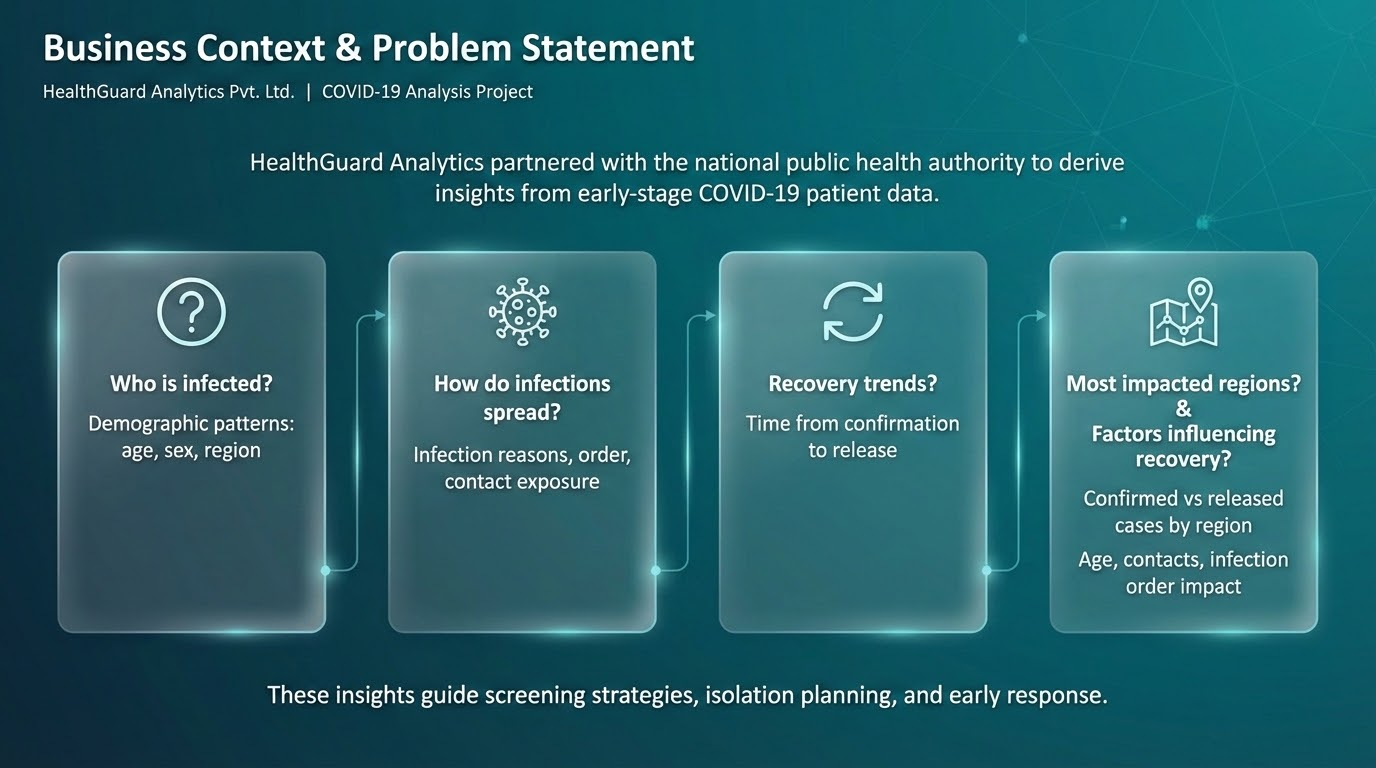 Business Context & Problem Statement
HealthGuard Analytics Pvt. Ltd. | COVID-19 Analysis Project
HealthGuard Analytics partnered with the national public health authority to derive
insights from early-stage COVID-19 patient data.
Who is infected?
Demographic patterns:
age, sex, region
How do infections
spread?
Infection reasons, order,
contact exposure
Recovery trends?
Time from confirmation
to release
Most impacted regions?
&
Factors influencing
recovery?
Confirmed vs released
cases by region
Age, contacts, infection
order impact
These insights guide screening strategies, isolation planning, and early response.